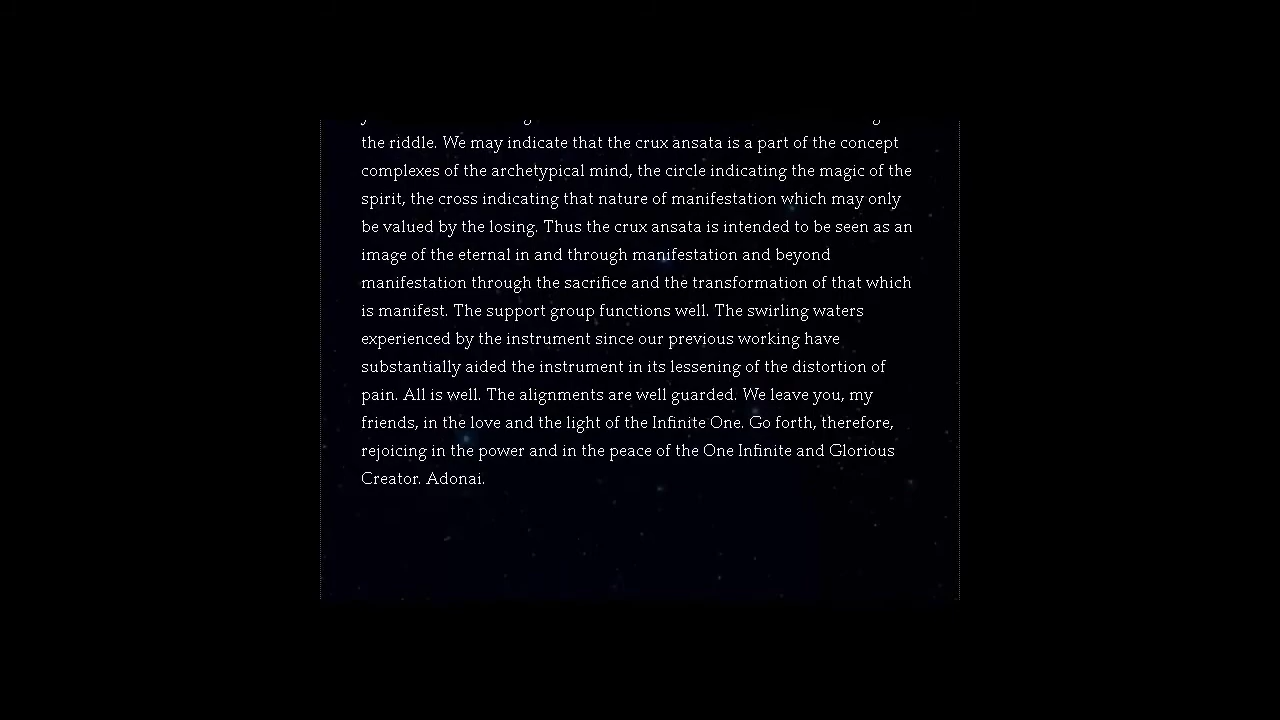 the riddle. We may indicate that the crux ansata is a part of the concept
complexes of the archetypical mind, the circle indicating the magic of the
spirit, the cross indicating that nature of manifestation which may only
be valued by the losing. Thus the crux ansata is intended to be seen as an
image of the eternal in and through manifestation and beyond
manifestation through the sacrifice and the transformation of that which
is manifest. The support group functions well. The swirling waters
experienced by the instrument since our previous working have
substantially aided the instrument in its lessening of the distortion of
pain. All is well. The alignments are well guarded. We leave you, my
friends, in the love and the light of the Infinite One. Go forth, therefore,
rejoicing in the power and in the peace of the One Infinite and Glorious
Creator. Adonai.